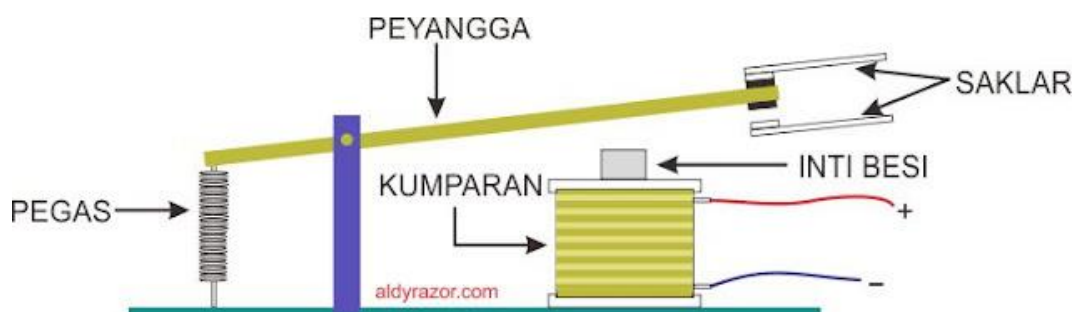 PEYANGGA
SAKLAR
INTI BESI
KUMPARAN
PEGAS
+
aldyrazor.com
−